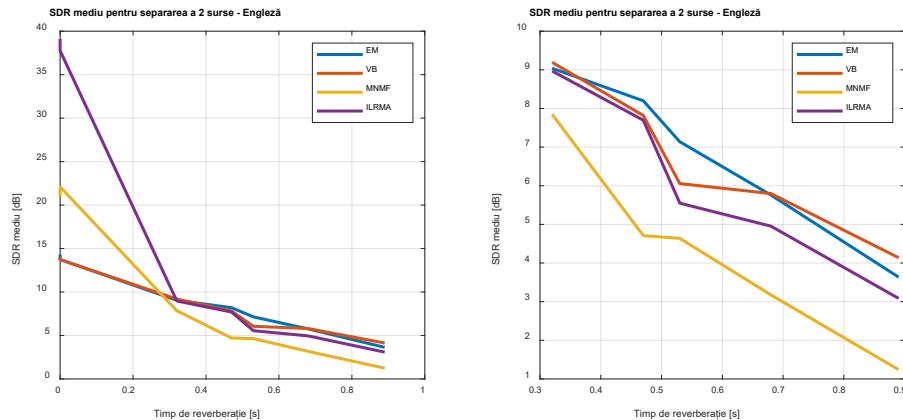 SDR mediu pentru separarea a 2 surse - Engleză
40
35
30
25
20
15
10
5
0
SDR mediu [dB]
EM
VB
MNMF
ILRMA
0
0.2
0.4
0.6
0.8
1
Timp de reverberație [s]
SDR mediu pentru separarea a 2 surse - Engleză
10
9
8
7
6
5
4
3
2
1
SDR mediu [dB]
EM
VB
MNMF
ILRMA
0.3
0.4
0.5
0.6
0.7
0.8
0.9
Timp de reverberație [s]